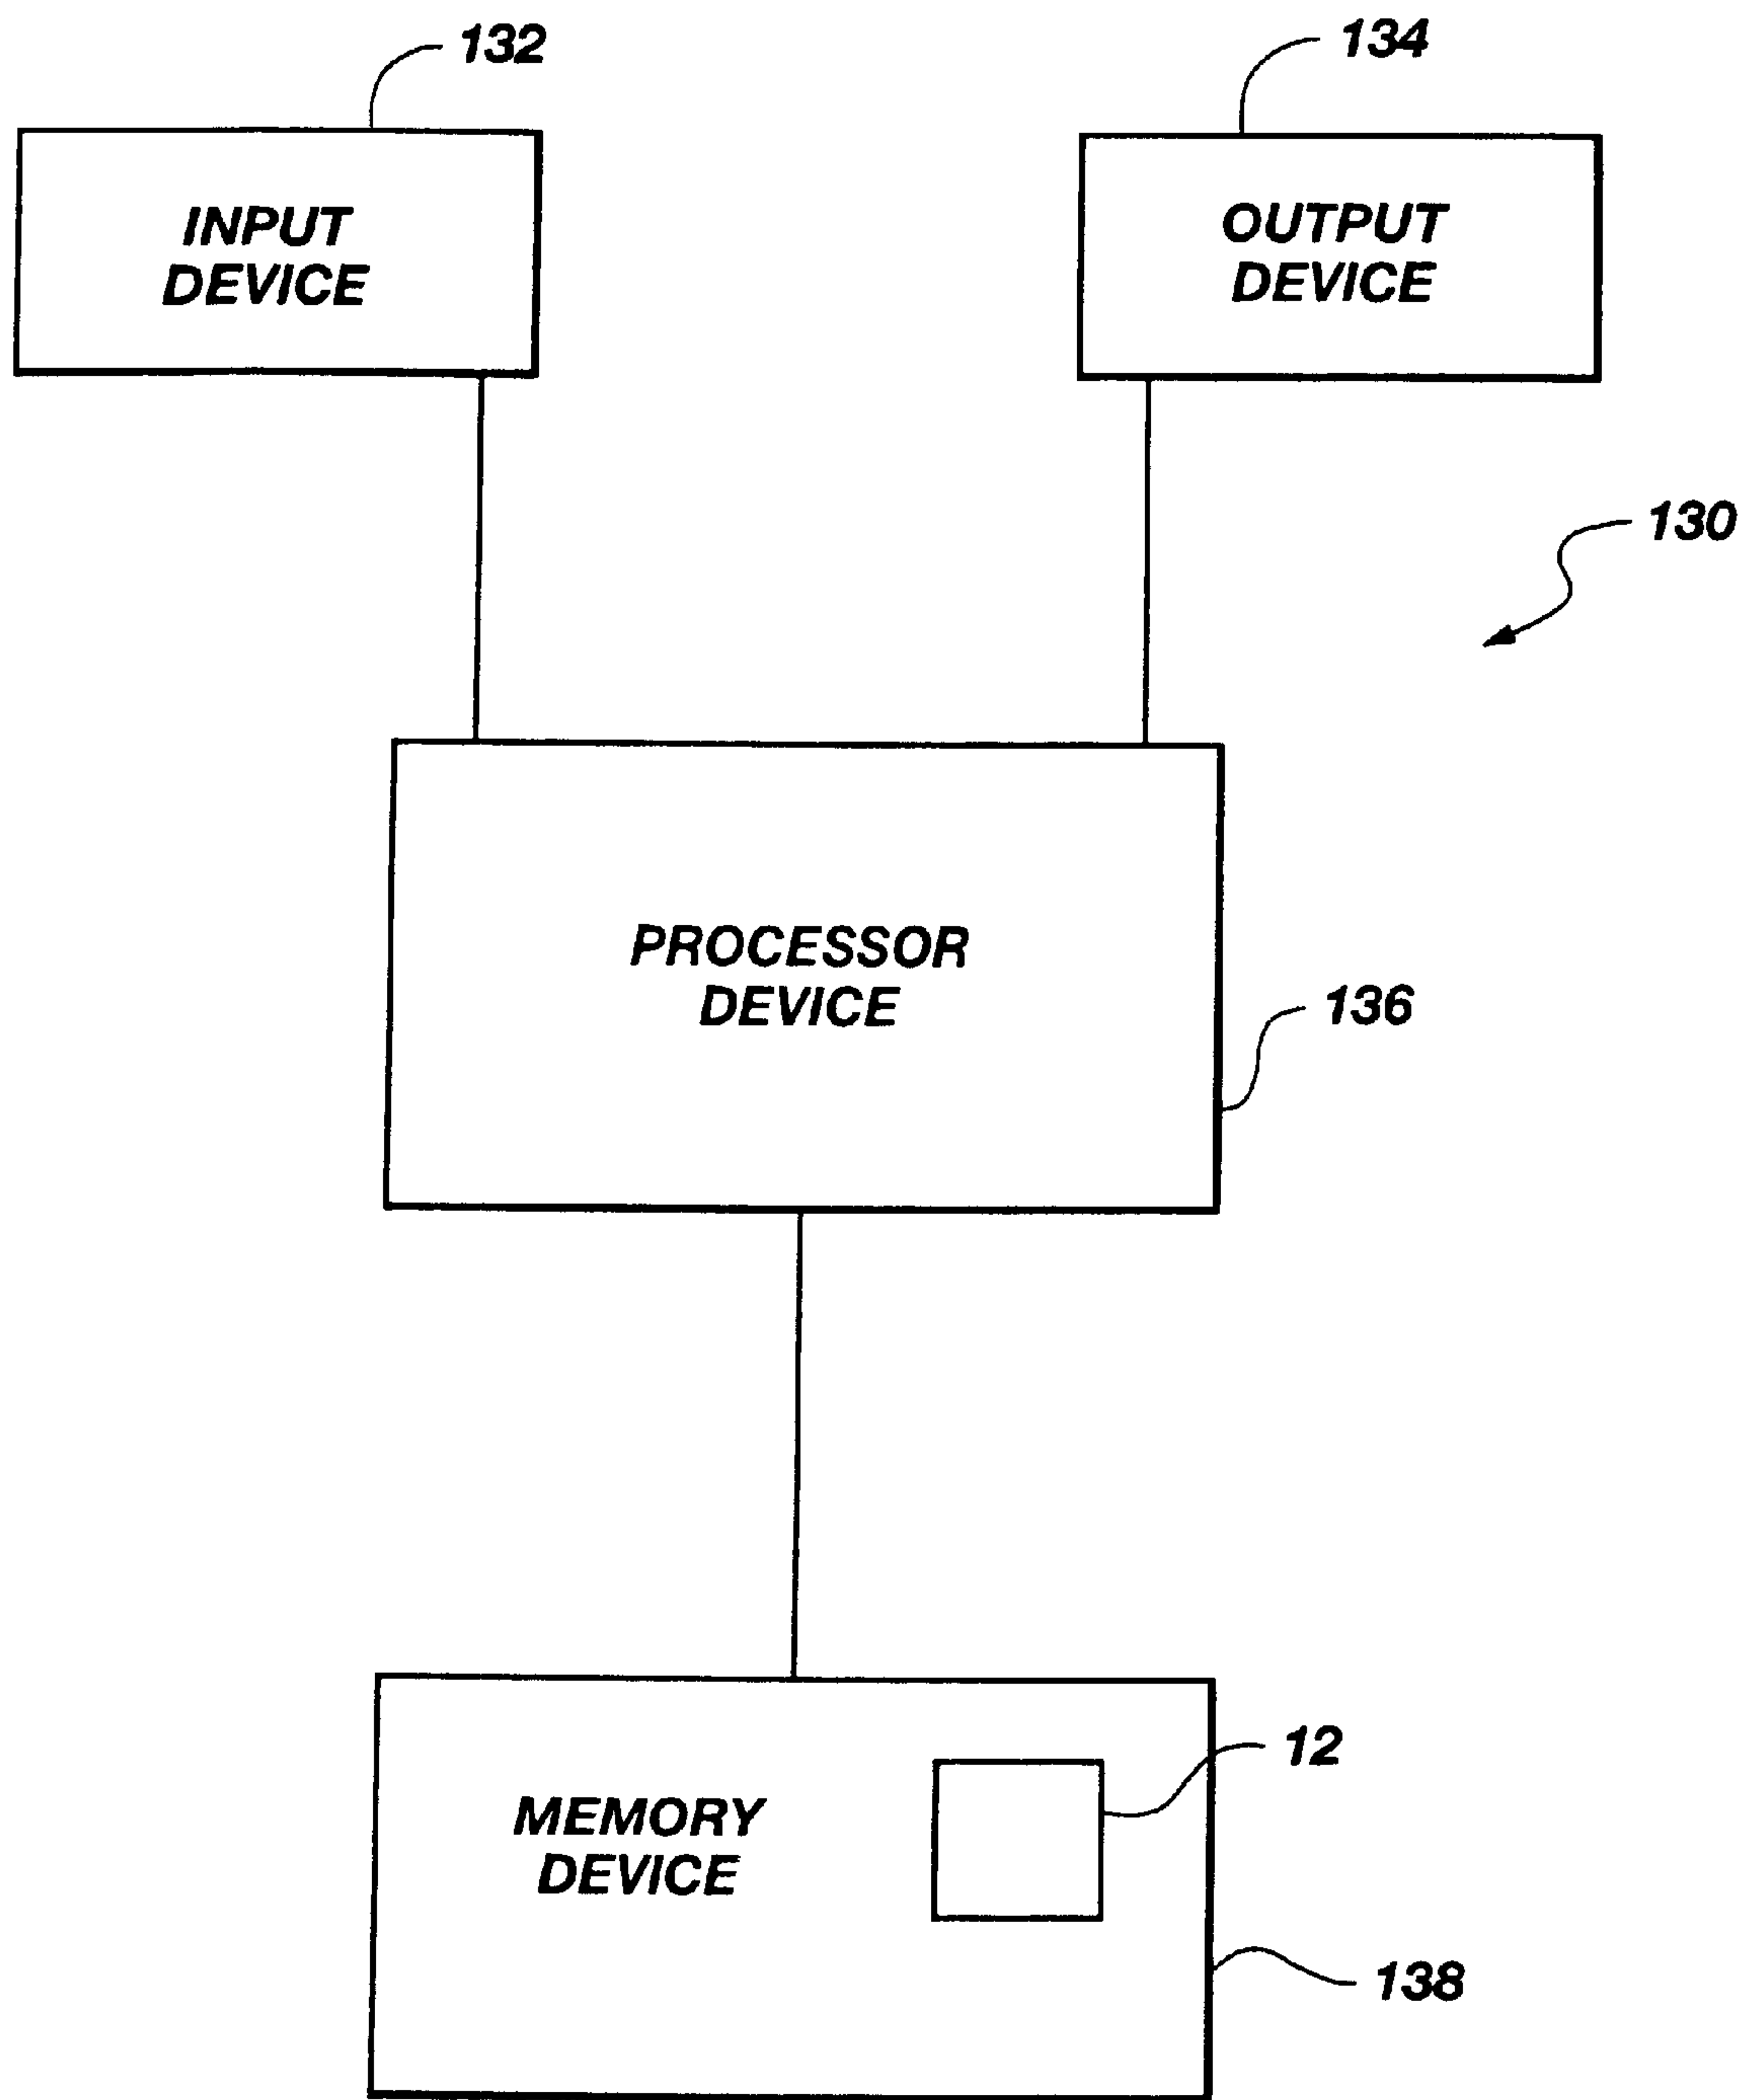 132
134
INPUT
DEVICE
OUTPUT
DEVICE
130
PROCESSOR
DEVICE
136
12
MEMORY
DEVICE
138